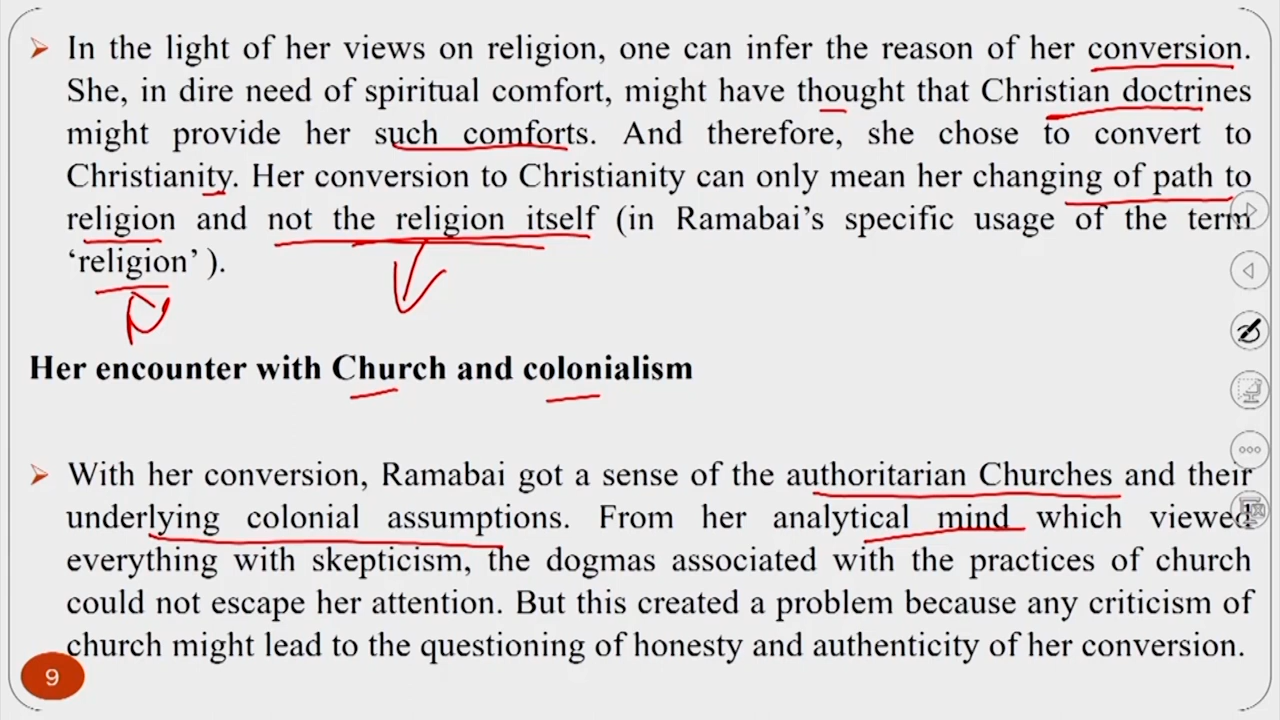 In the light of her views on religion, one can infer the reason of her conversion.
She, in dire need of spiritual comfort, might have thought that Christian doctrines
might provide her such comforts. And therefore, she chose to convert to
Christianity. Her conversion to Christianity can only mean her changing of path to
religion and not the religion itself (in Ramabai's specific usage of the term
'religion' ).
Her encounter with Church and colonialism
With her conversion, Ramabai got a sense of the authoritarian Churches and their
underlying colonial assumptions. From her analytical mind which viewed
everything with skepticism, the dogmas associated with the practices of church
could not escape her attention. But this created a problem because any criticism of
church might lead to the questioning of honesty and authenticity of her conversion.
9